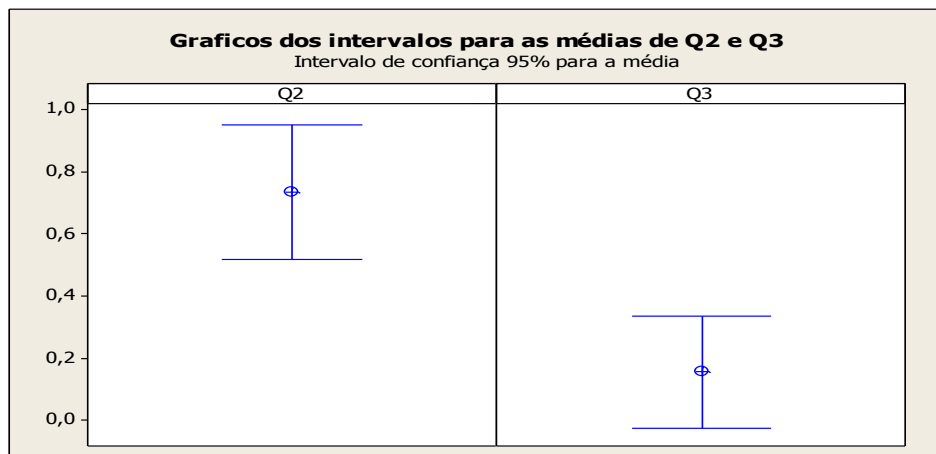 Graficos dos intervalos para as médias de Q2 e Q3
Intervalo de confiança 95% para a média
Q2 Q3
1,0
0,8
0,6
0,4
0,2
0,0